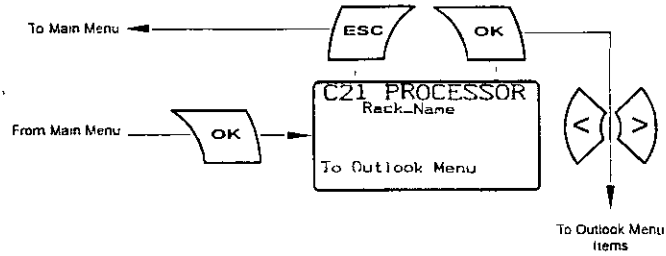 To Main Menu
ESC
OK
C21 PROCESSOR
Rack_Name
From Main Menu
OK
< >
To Outlook Menu
To Outlook Menu
Items